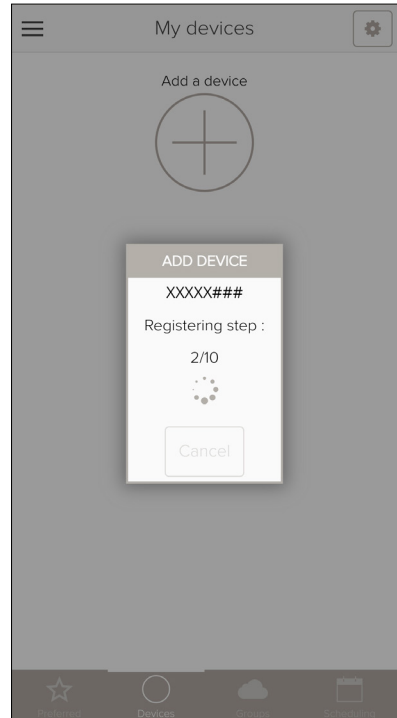 My devices
Add a device
ADD DEVICE
XXXXX###
Registering step :
2/10
Cancel
Preferred
Devices
Groups
Scheduling